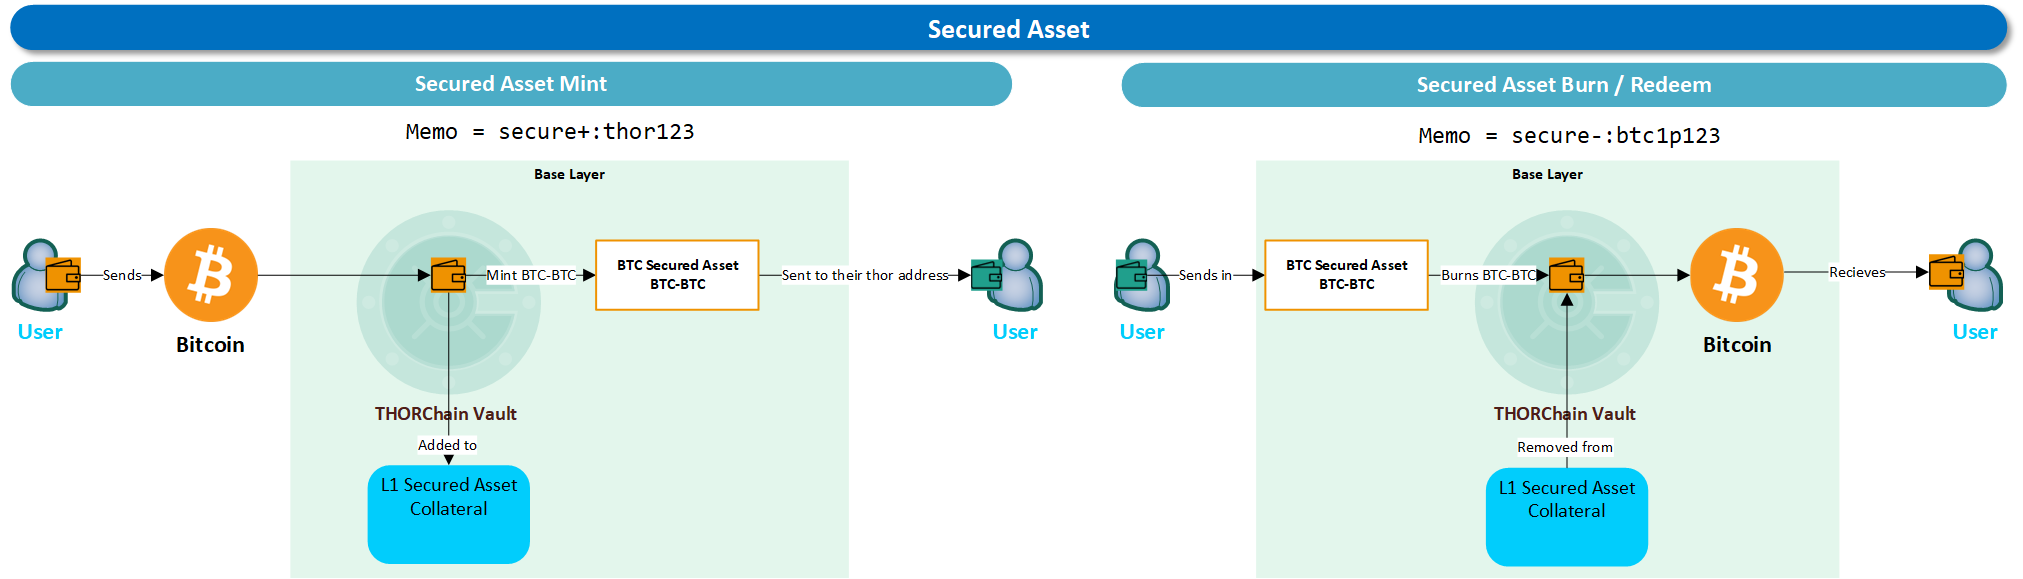 Secured Asset
Secured Asset Mint
Memo = secure+:thor123
Base Layer
Sends
Mint BTC-BTC
BTC Secured Asset
BTC-BTC
Sent to their thor address
User
Bitcoin
User
THORChain Vault
Added to
L1 Secured Asset
Collateral
Secured Asset Burn / Redeem
Memo = secure-:btc1p123
Base Layer
Sends in
BTC Secured Asset
BTC-BTC
Burns BTC-BTC
Recieves
User
Bitcoin
User
THORChain Vault
Removed from
L1 Secured Asset
Collateral